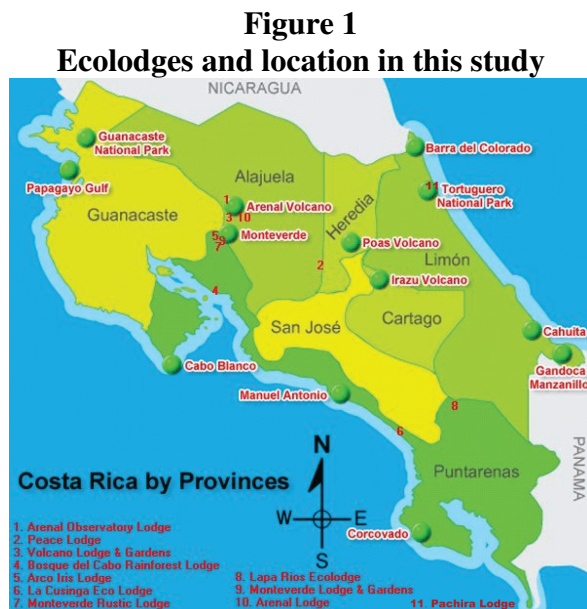 Figure 1
Ecolodges and location in this study
NICARAGUA
Guanacaste
National Park
Barra del Colorado
Papagayo Gulf
Alajuela
11
Tortuguero
National Park
1
Arenal Volcano
3 10
Guanacaste
Heredia
5
Monteverde
9
7
Poas Volcano
Limón
2
Irazu Volcano
4
San José
Cartago
Cahuita
Gandoca
Manzanillo
Cabo Blanco
Manuel Antonio
8
6
PANAMA
N
Puntarenas
Costa Rica by Provinces
W
E
S
Corcovado
1. Arenal Observatory Lodge
2. Peace Lodge
3. Volcano Lodge & Gardens
4. Bosque del Cabo Rainforest Lodge
5. Arco Iris Lodge
6. La Cusinga Eco Lodge
7. Monteverde Rustic Lodge
8. Lapa Rios Ecolodge
9. Monteverde Lodge & Gardens
10. Arenal Lodge
11. Pachira Lodge